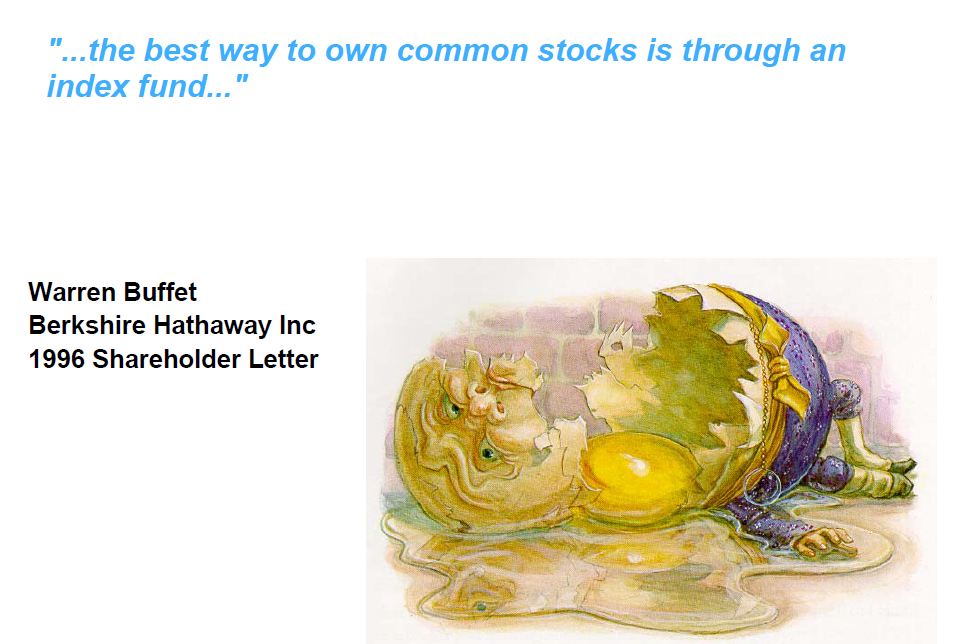 "...the best way to own common stocks is through an
index fund..."
Warren Buffet
Berkshire Hathaway Inc
1996 Shareholder Letter